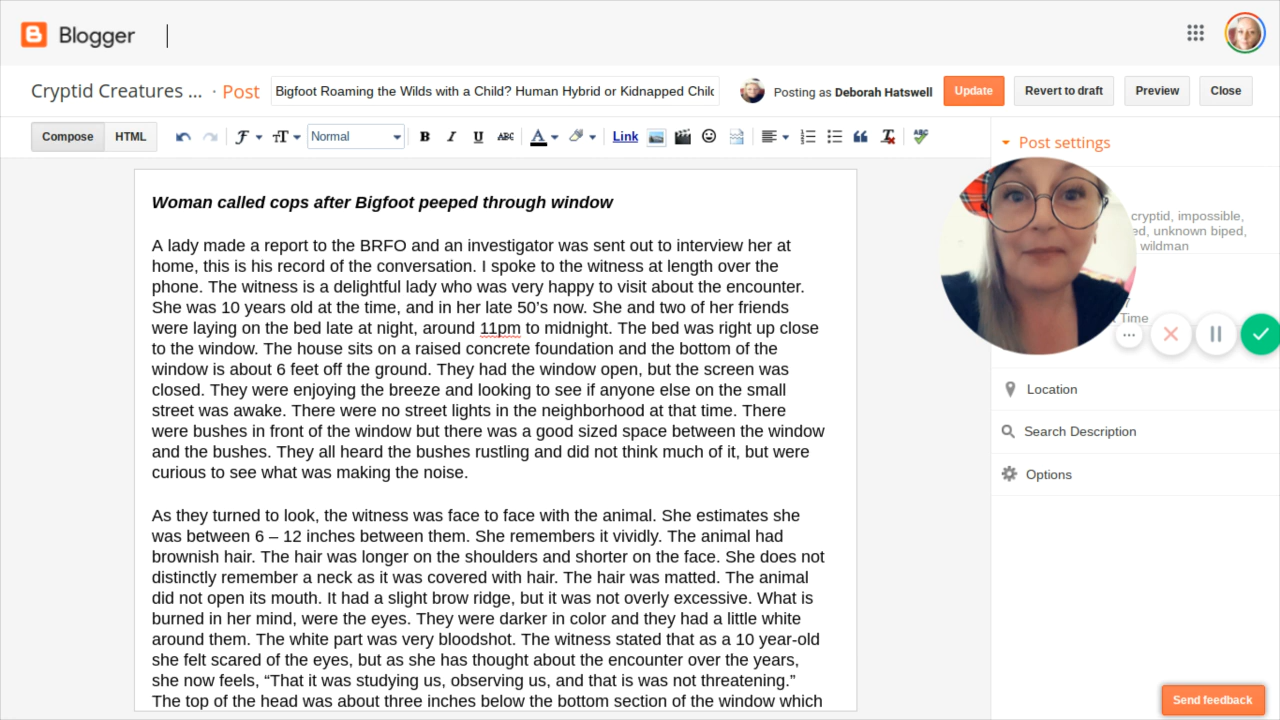 Blogger
Cryptid Creatures ... · Post Bigfoot Roaming the Wilds with a Child? Human Hybrid or Kidnapped Chilc Posting as Deborah Hatswell Update Revert to draft Preview Close
Compose HTML Normal B I U ABC A Link ABC
Post settings
Woman called cops after Bigfoot peeped through window
A lady made a report to the BRFO and an investigator was sent out to interview her at
home, this is his record of the conversation. I spoke to the witness at length over the
phone. The witness is a delightful lady who was very happy to visit about the encounter.
She was 10 years old at the time, and in her late 50’s now. She and two of her friends
were laying on the bed late at night, around 11pm to midnight. The bed was right up close
to the window. The house sits on a raised concrete foundation and the bottom of the
window is about 6 feet off the ground. They had the window open, but the screen was
closed. They were enjoying the breeze and looking to see if anyone else on the small
street was awake. There were no street lights in the neighborhood at that time. There
were bushes in front of the window but there was a good sized space between the window
and the bushes. They all heard the bushes rustling and did not think much of it, but were
curious to see what was making the noise.
As they turned to look, the witness was face to face with the animal. She estimates she
was between 6 – 12 inches between them. She remembers it vividly. The animal had
brownish hair. The hair was longer on the shoulders and shorter on the face. She does not
distinctly remember a neck as it was covered with hair. The hair was matted. The animal
did not open its mouth. It had a slight brow ridge, but it was not overly excessive. What is
burned in her mind, were the eyes. They were darker in color and they had a little white
around them. The white part was very bloodshot. The witness stated that as a 10 year-old
she felt scared of the eyes, but as she has thought about the encounter over the years,
she now feels, “That it was studying us, observing us, and that is was not threatening.”
The top of the head was about three inches below the bottom section of the window which
cryptid, impossible,
ed, unknown biped,
wildman
Time
Location
Search Description
Options
Send feedback